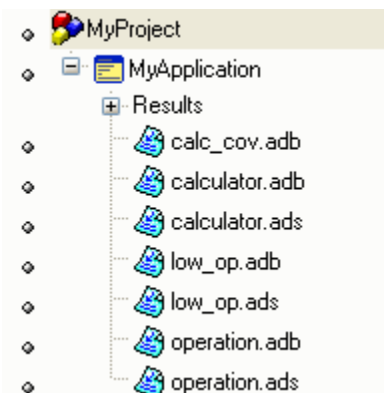 MyProject
MyApplication
Results
calc_cov.adb
calculator.adb
calculator.ads
low_op.adb
low_op.ads
operation.adb
operation.ads